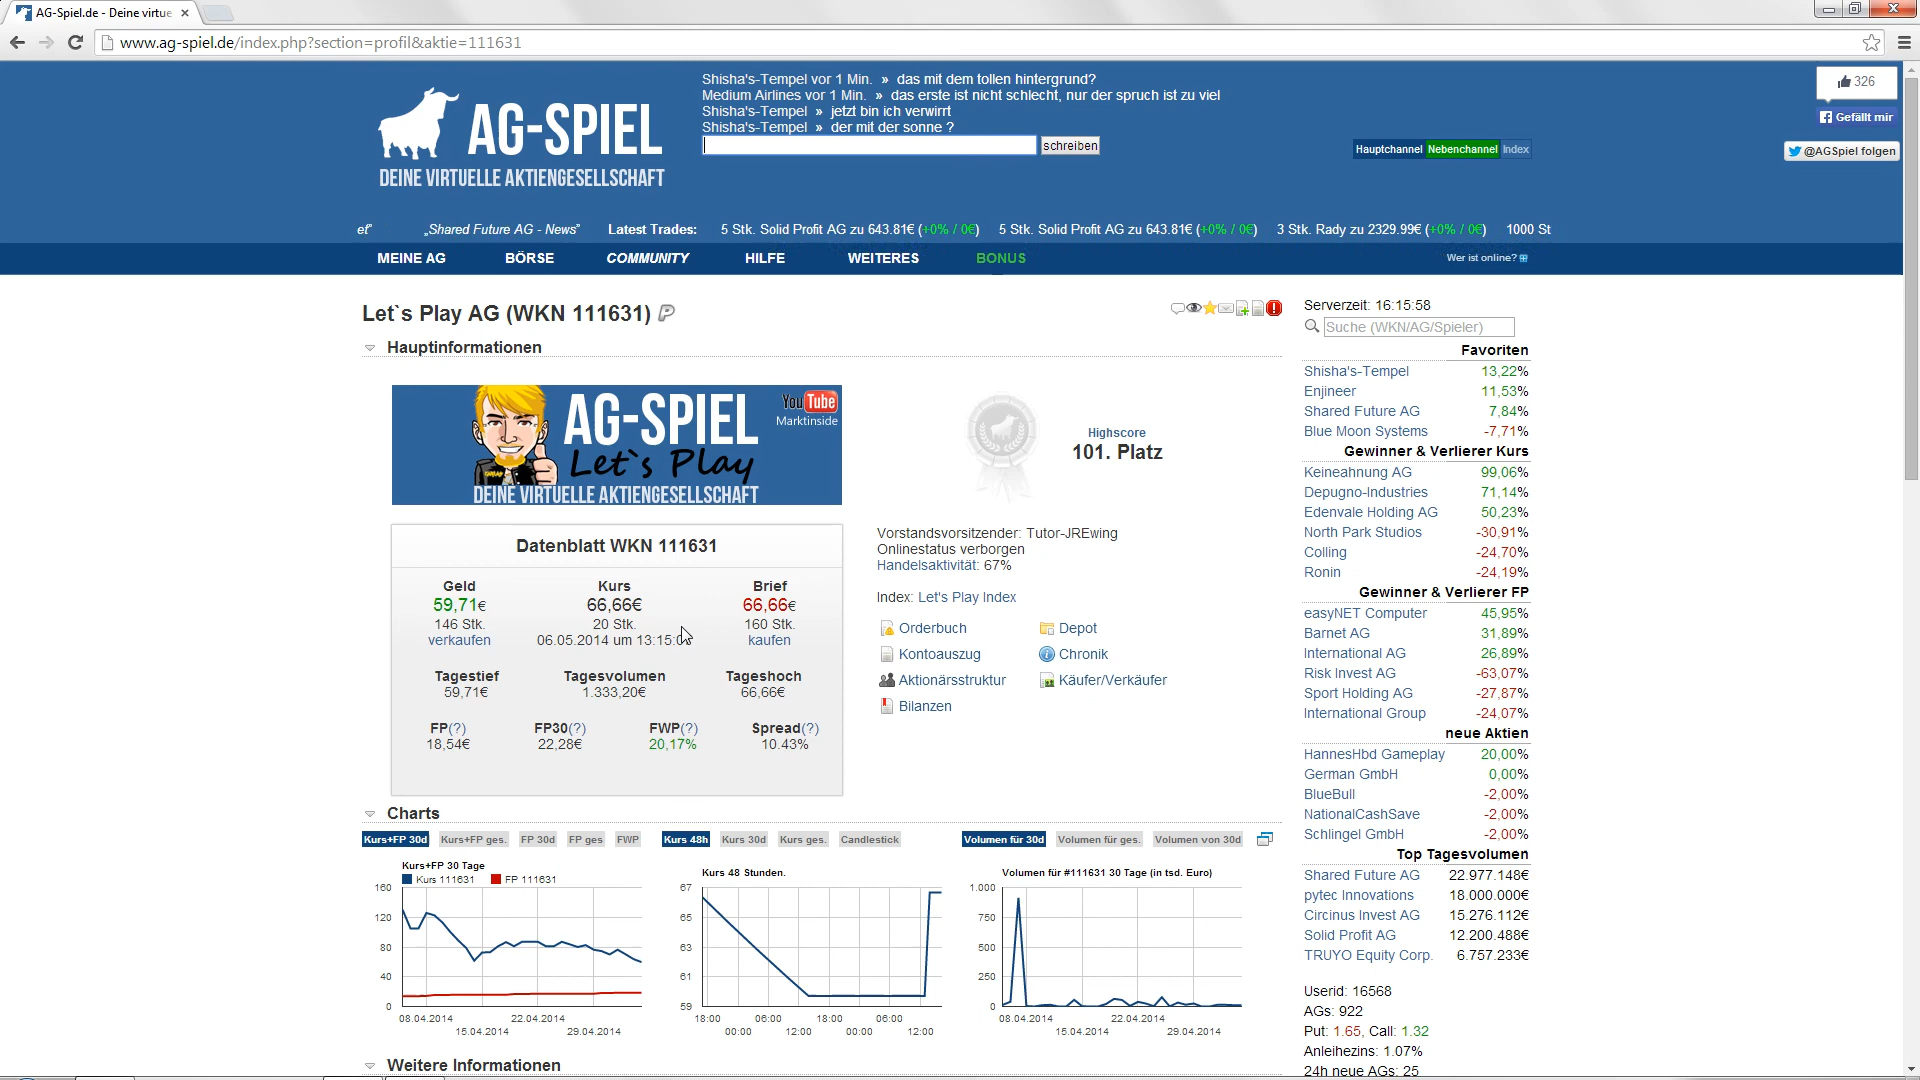 AG-Spiel.de - Deine virtue
www.ag-spiel.de/index.php?section=profil&aktie=111631
AG-SPIEL
DEINE VIRTUELLE AKTIENGESELLSCHAFT
Shisha's-Tempel vor 1 Min. » das mit dem tollen hintergrund?
Medium Airlines vor 1 Min. » das erste ist nicht schlecht, nur der spruch ist zu viel
Shisha's-Tempel » jetzt bin ich verwirrt
Shisha's-Tempel » der mit der sonne ?
schreiben
Hauptchannel Nebenchannel Index
326
Gefällt mir
@AGSpiel folgen
et" „Shared Future AG - News" Latest Trades: 5 Stk. Solid Profit AG zu 643.81€ (+0% / 0€) 5 Stk. Solid Profit AG zu 643.81€ (+0% / 0€) 3 Stk. Rady zu 2329.99€ (+0% / 0€) 1000 St
MEINE AG BÖRSE COMMUNITY HILFE WEITERES BONUS Wer ist online?
Let`s Play AG (WKN 111631)
Hauptinformationen
AG-SPIEL
Let`s Play
DEINE VIRTUELLE AKTIENGESELLSCHAFT
YouTube
Marktinside
Highscore
101. Platz
Datenblatt WKN 111631
Geld Kurs Brief
59,71€ 66,66€ 66,66€
146 Stk. 20 Stk. 160 Stk.
verkaufen 06.05.2014 um 13:15:0 kaufen
Tagestief Tagesvolumen Tageshoch
59,71€ 1.333,20€ 66,66€
FP(?) FP30(?) FWP(?) Spread(?)
18,54€ 22,28€ 20,17% 10.43%
Vorstandsvorsitzender: Tutor-JREwing
Onlinestatus verborgen
Handelsaktivität: 67%
Index: Let's Play Index
Orderbuch Depot
Kontoauszug Chronik
Aktionärsstruktur Käufer/Verkäufer
Bilanzen
Charts
Kurs+FP 30d Kurs+FP ges. FP 30d FP ges FWP
Kurs+FP 30 Tage
Kurs 111631 FP 111631
160
120
80
40
0
08.04.2014 22.04.2014
15.04.2014 29.04.2014
Kurs 48h Kurs 30d Kurs ges. Candlestick
Kurs 48 Stunden.
67
65
63
61
59
18:00 06:00 18:00 06:00
00:00 12:00 00:00 12:00
Volumen für 30d Volumen für ges. Volumen von 30d
Volumen für #111631 30 Tage (in tsd. Euro)
1.000
750
500
250
0
08.04.2014 22.04.2014
15.04.2014 29.04.2014
Weitere Informationen
Serverzeit: 16:15:58
Suche (WKN/AG/Spieler)
Favoriten
Shisha's-Tempel 13,22%
Enjineer 11,53%
Shared Future AG 7,84%
Blue Moon Systems -7,71%
Gewinner & Verlierer Kurs
Keineahnung AG 99,06%
Depugno-Industries 71,14%
Edenvale Holding AG 50,23%
North Park Studios -30,91%
Colling -24,70%
Ronin -24,19%
Gewinner & Verlierer FP
easyNET Computer 45,95%
Barnet AG 31,89%
International AG 26,89%
Risk Invest AG -63,07%
Sport Holding AG -27,87%
International Group -24,07%
neue Aktien
HannesHbd Gameplay 20,00%
German GmbH 0,00%
BlueBull -2,00%
NationalCashSave -2,00%
Schlingel GmbH -2,00%
Top Tagesvolumen
Shared Future AG 22.977.148€
pytec Innovations 18.000.000€
Circinus Invest AG 15.276.112€
Solid Profit AG 12.200.488€
TRUYO Equity Corp. 6.757.233€
Userid: 16568
AGs: 922
Put: 1.65, Call: 1.32
Anleihezins: 1.07%
24h neue AGs: 25